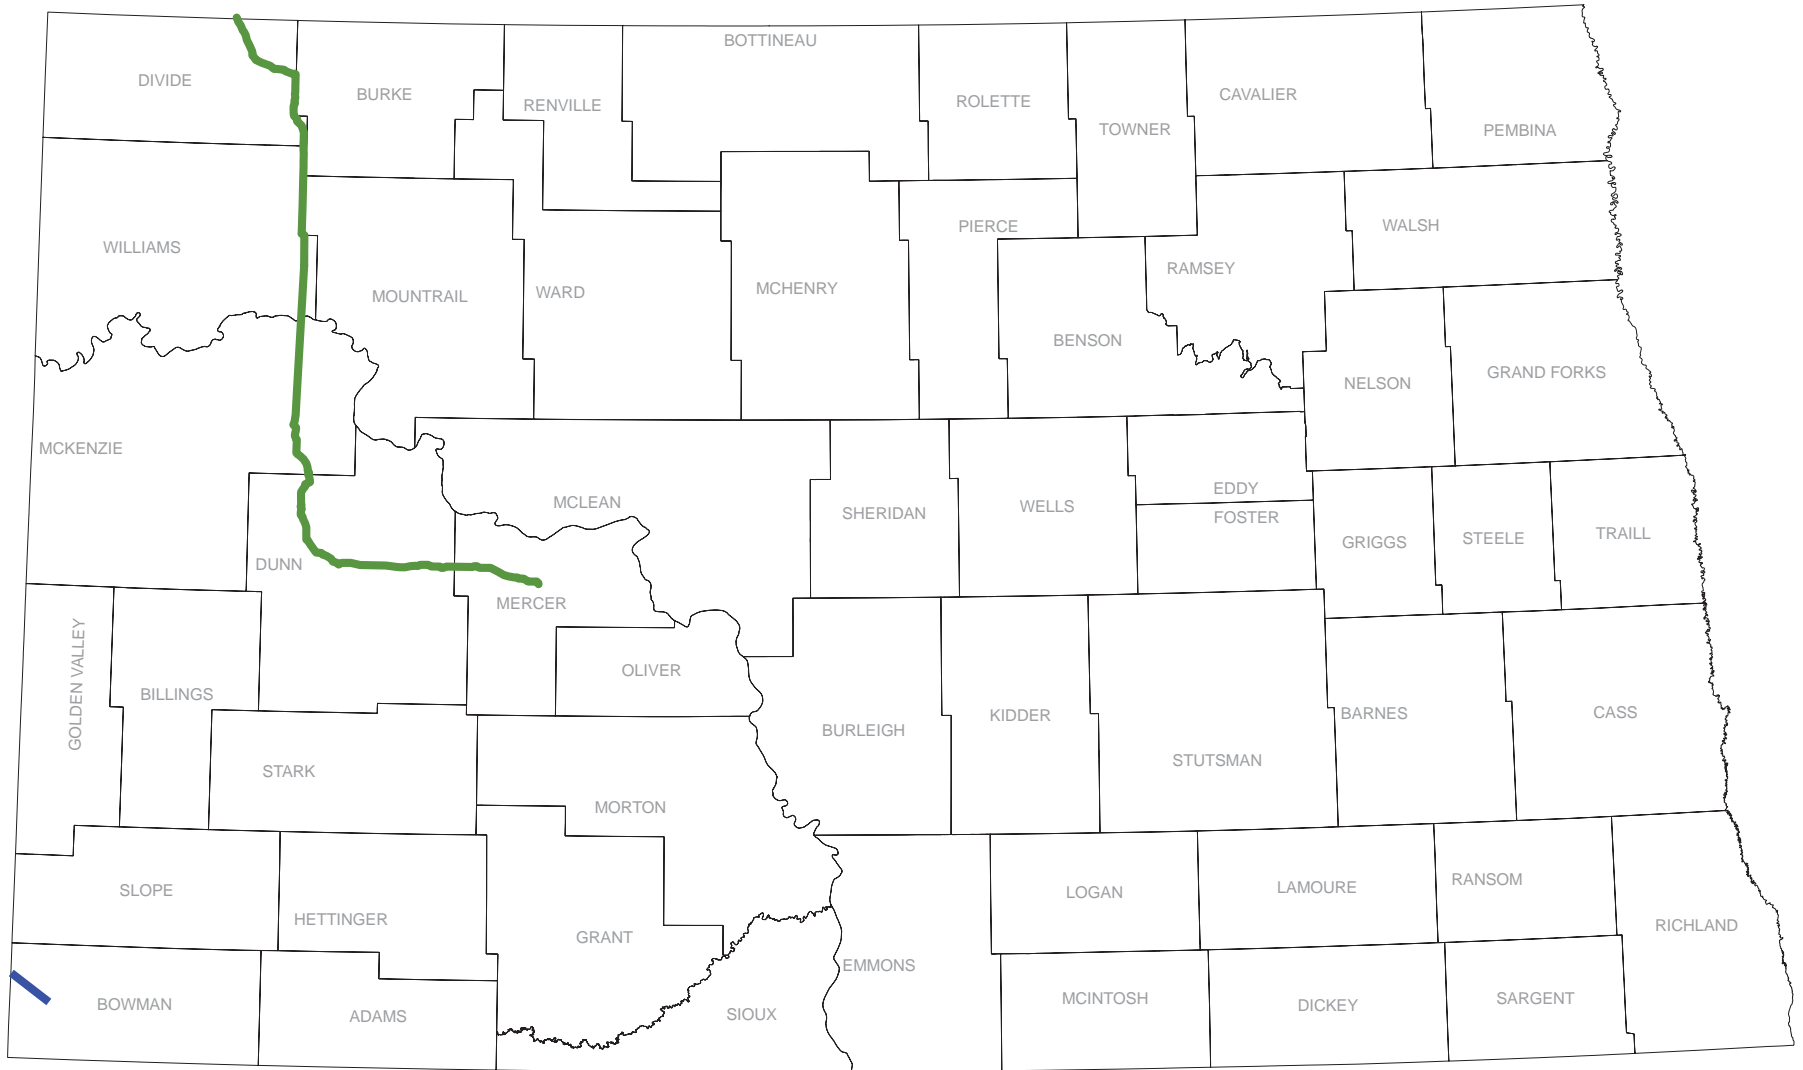 BOTTINEAU
DIVIDE
BURKE
RENVILLE
ROLETTE
CAVALIER
TOWNER
PEMBINA
WILLIAMS
MOUNTRAIL
WARD
MCHENRY
PIERCE
RAMSEY
WALSH
BENSON
NELSON
GRAND FORKS
MCKENZIE
MCLEAN
SHERIDAN
WELLS
EDDY
FOSTER
GRIGGS
STEELE
TRAILL
DUNN
MERCER
GOLDEN VALLEY
BILLINGS
OLIVER
BURLEIGH
KIDDER
STUTSMAN
BARNES
CASS
STARK
MORTON
SLOPE
HETTINGER
GRANT
LOGAN
LAMOURE
RANSOM
RICHLAND
BOWMAN
ADAMS
SIOUX
EMMONS
MCINTOSH
DICKEY
SARGENT